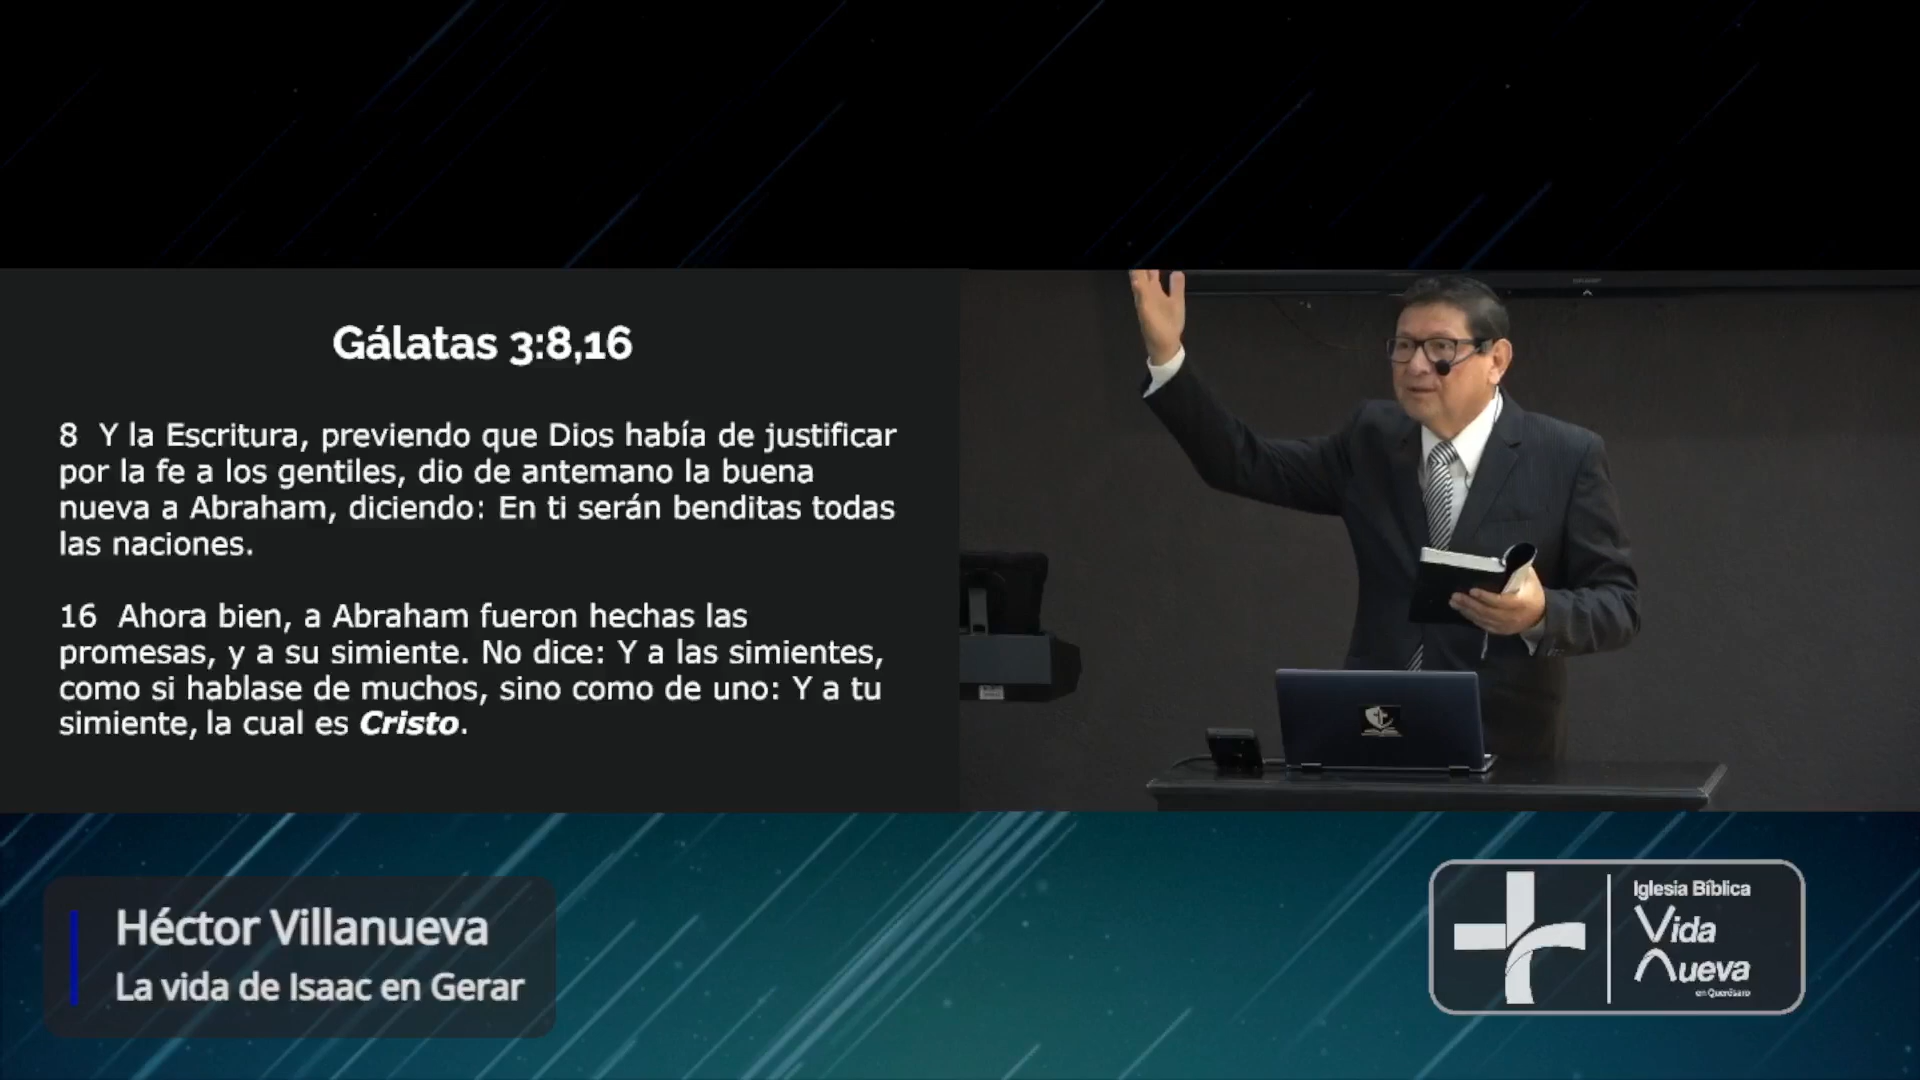 Gálatas 3:8,16
8 Y la Escritura, previendo que Dios había de justificar
por la fe a los gentiles, dio de antemano la buena
nueva a Abraham, diciendo: En ti serán benditas todas
las naciones.
16 Ahora bien, a Abraham fueron hechas las
promesas, y a su simiente. No dice: Y a las simientes,
como si hablase de muchos, sino como de uno: Y a tu
simiente, la cual es Cristo.
Héctor Villanueva
La vida de Isaac en Gerar
Iglesia Bíblica
Vida
Nueva
en Querétaro